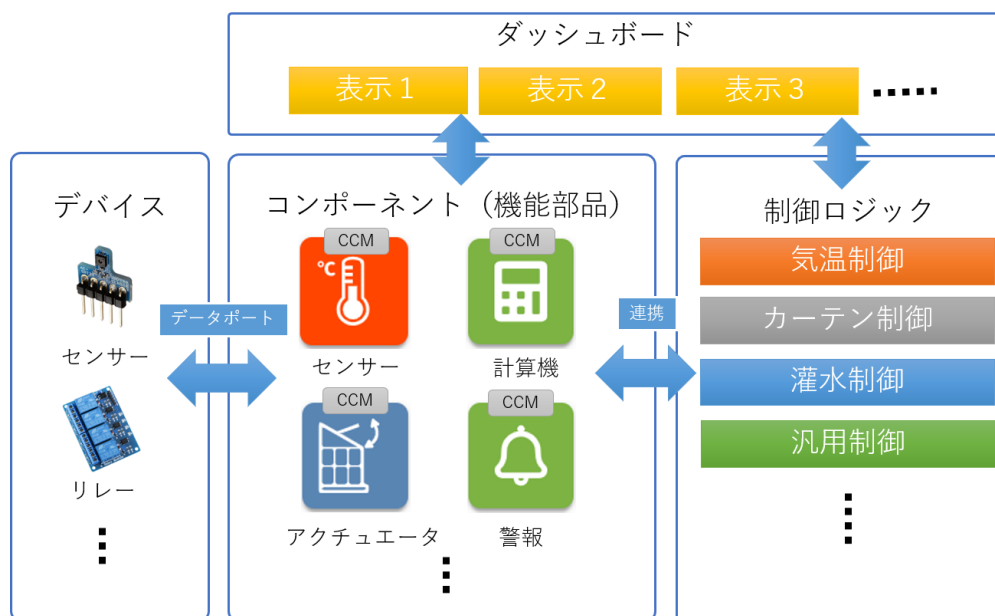 ダッシュボード
表示1
表示2
表示3
デバイス
センサー
リレー
データポート
コンポーネント（機能部品）
CCM
℃
センサー
CCM
計算機
CCM
アクチュエータ
CCM
警報
連携
制御ロジック
気温制御
カーテン制御
灌水制御
汎用制御